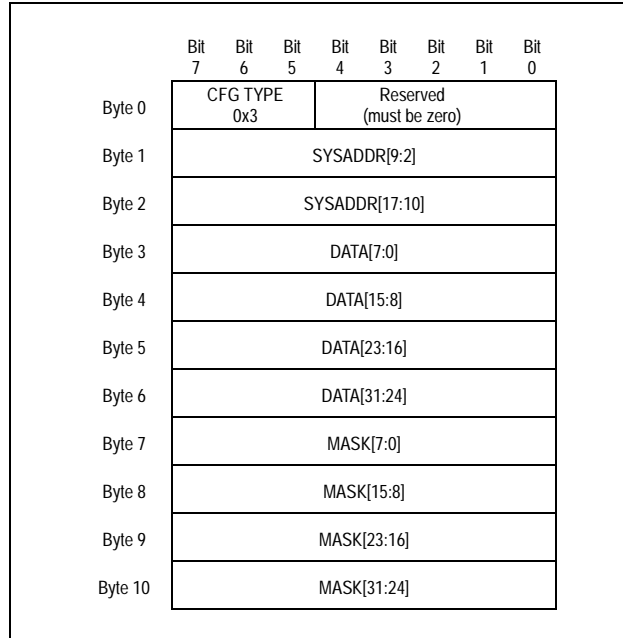 Bit Bit Bit Bit Bit Bit Bit Bit
7 6 5 4 3 2 1 0
Byte 0
CFG TYPE
0x3
Reserved
(must be zero)
Byte 1 SYSADDR[9:2]
Byte 2 SYSADDR[17:10]
Byte 3 DATA[7:0]
Byte 4 DATA[15:8]
Byte 5 DATA[23:16]
Byte 6 DATA[31:24]
Byte 7 MASK[7:0]
Byte 8 MASK[15:8]
Byte 9 MASK[23:16]
Byte 10 MASK[31:24]